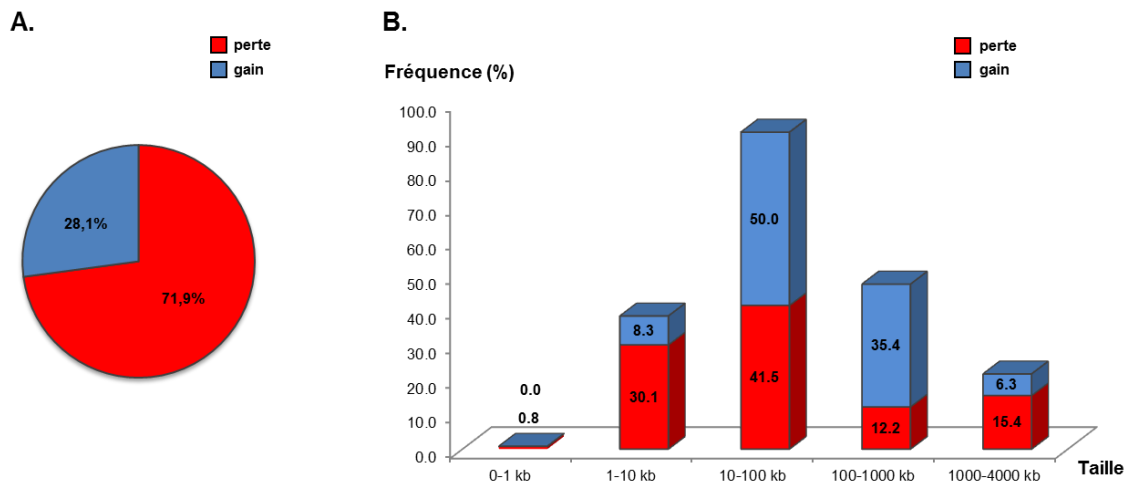 A.
perte
gain
28,1%
71,9%
B.
perte
gain
Fréquence (%)
100.0
90.0
80.0
70.0
60.0
50.0
40.0
30.0
20.0
10.0
0.0
0.0
0.8
8.3
30.1
50.0
41.5
35.4
12.2
6.3
15.4
0-1 kb
1-10 kb
10-100 kb
100-1000 kb
1000-4000 kb
Taille